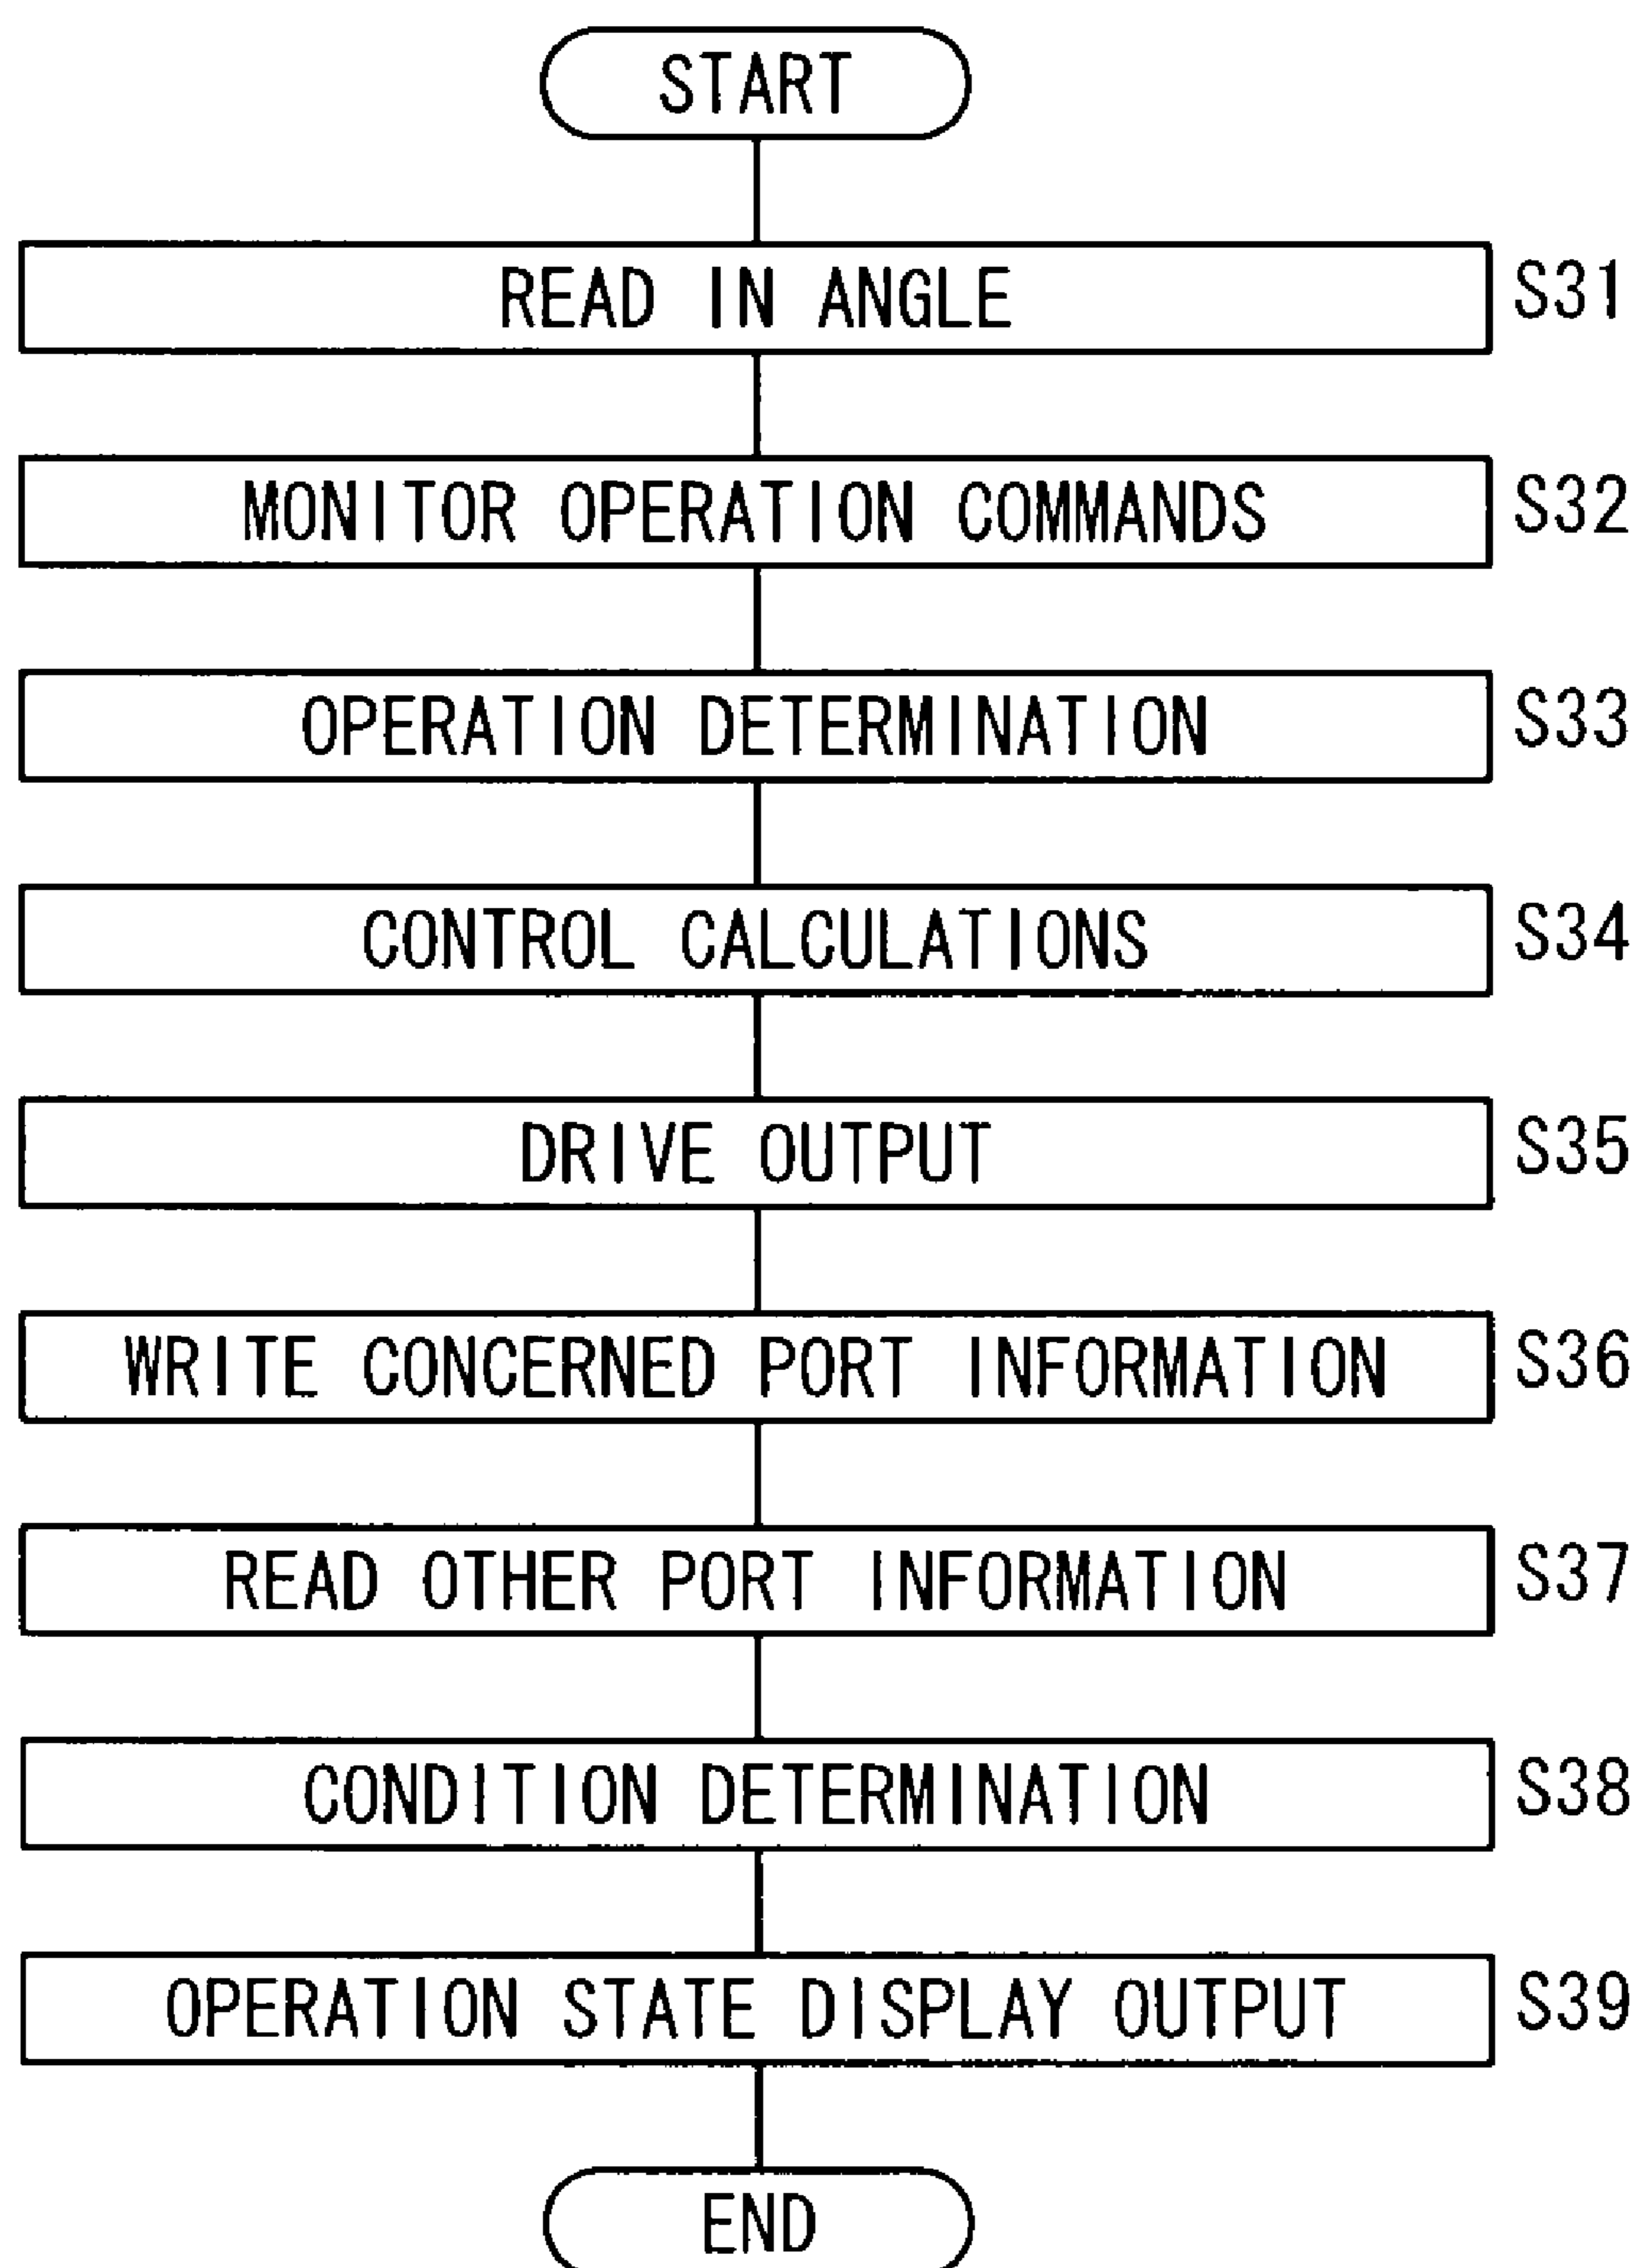 START
READ IN ANGLE S31
MONITOR OPERATION COMMANDS S32
OPERATION DETERMINATION S33
CONTROL CALCULATIONS S34
DRIVE OUTPUT S35
WRITE CONCERNED PORT INFORMATION S36
READ OTHER PORT INFORMATION S37
CONDITION DETERMINATION S38
OPERATION STATE DISPLAY OUTPUT S39
END